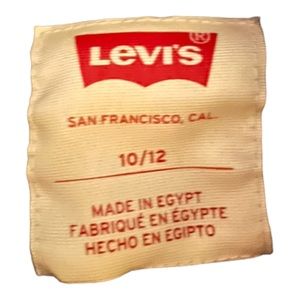 LEVI'S®
SAN FRANCISCO, CAL.
10/12
MADE IN EGYPT
FABRIQUÉ EN ÉGYPTE
HECHO EN EGIPTO